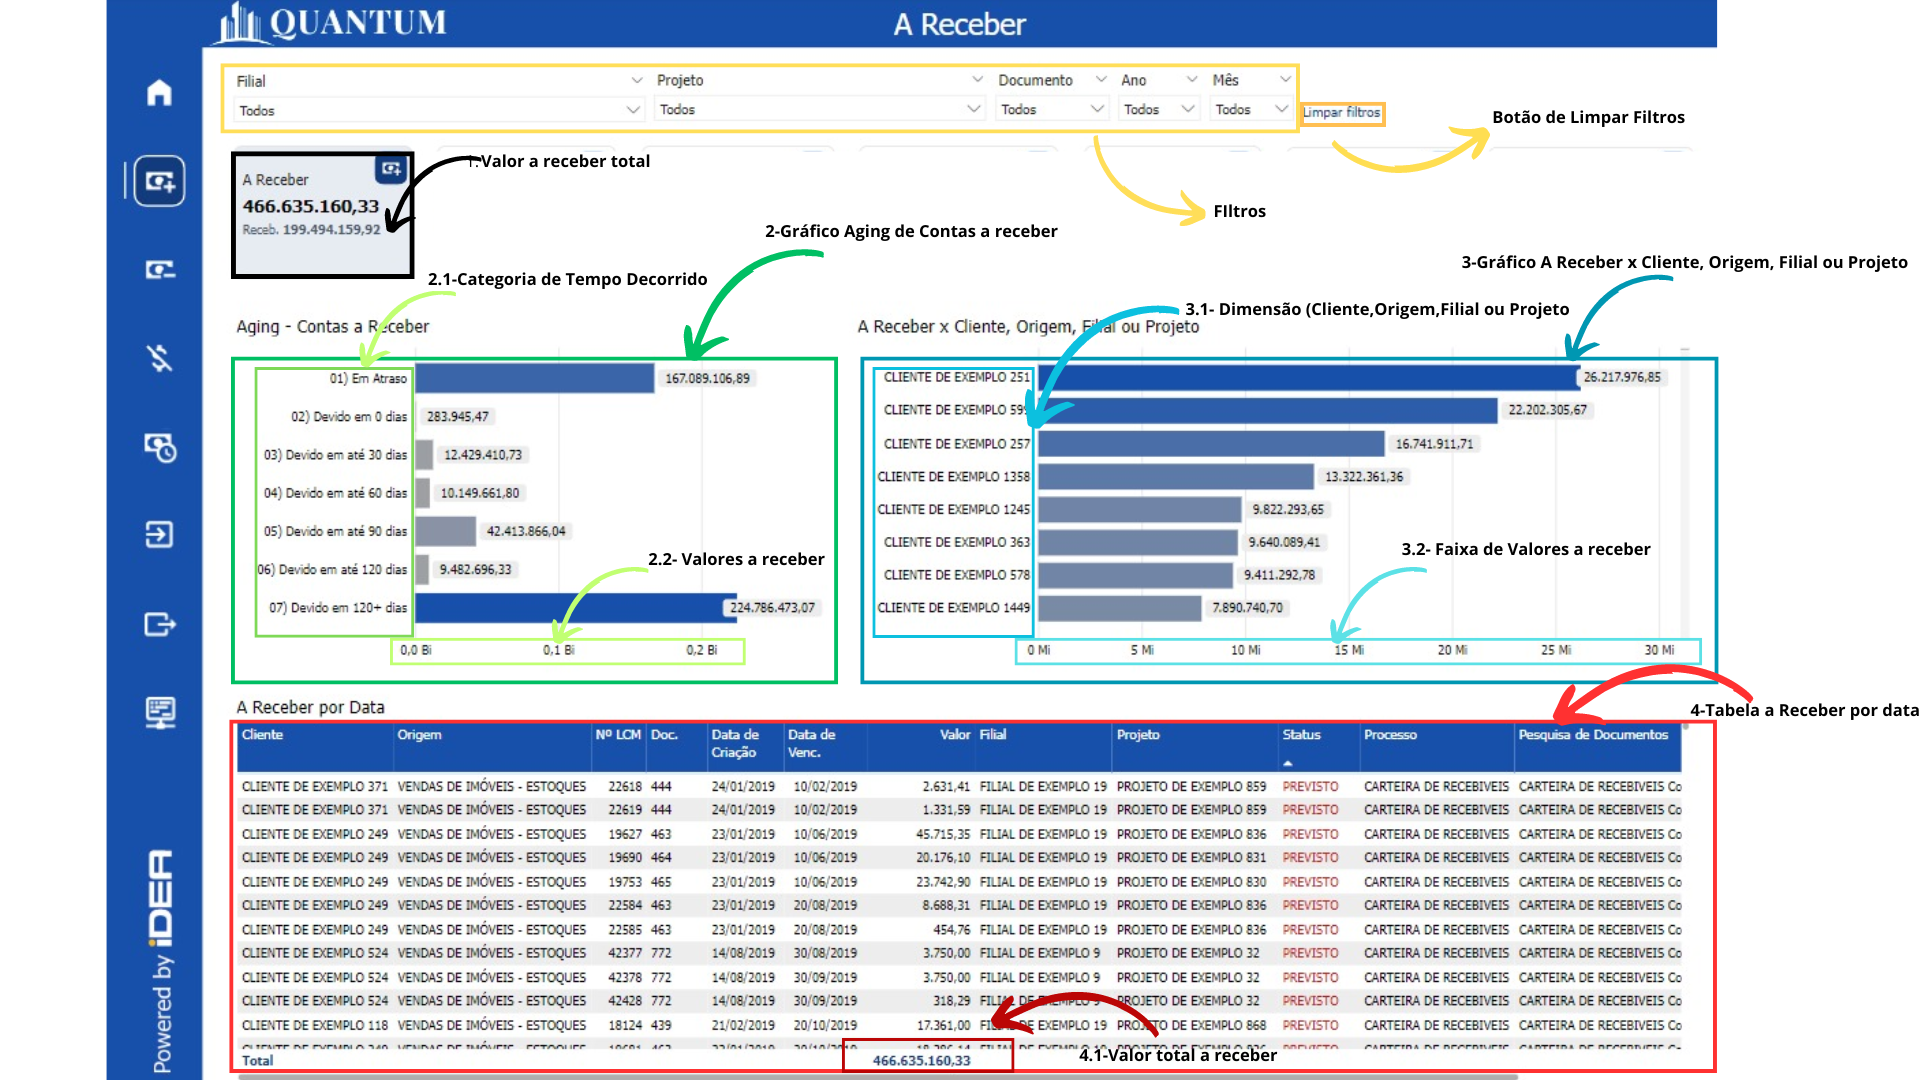 QUANTUM
A Receber
Filial
Projeto
Documento
Ano
Mês
Todos
Todos
Todos
Todos
Todos
Limpar filtros
Botão de Limpar Filtros
FIltros
1.Valor a receber total
A Receber
466.635.160,33
Receb. 199.494.159,92
2-Gráfico Aging de Contas a receber
2.1-Categoria de Tempo Decorrido
3-Gráfico A Receber x Cliente, Origem, Filial ou Projeto
3.1- Dimensão (Cliente,Origem,Filial ou Projeto
Aging - Contas a Receber
01) Em Atraso 167.089.106,89
02) Devido em 0 dias 283.945,47
03) Devido em até 30 dias 12.429.410,73
04) Devido em até 60 dias 10.149.661,80
05) Devido em até 90 dias 42.413.866,04
06) Devido em até 120 dias 9.482.696,33
07) Devido em 120+ dias 224.786.473,07
0,0 Bi 0,1 Bi 0,2 Bi
2.2- Valores a receber
A Receber x Cliente, Origem, Filial ou Projeto
CLIENTE DE EXEMPLO 251 26.217.976,85
CLIENTE DE EXEMPLO 599 22.202.305,67
CLIENTE DE EXEMPLO 257 16.741.911,71
CLIENTE DE EXEMPLO 1358 13.322.361,36
CLIENTE DE EXEMPLO 1245 9.822.293,65
CLIENTE DE EXEMPLO 363 9.640.089,41
CLIENTE DE EXEMPLO 578 9.411.292,78
CLIENTE DE EXEMPLO 1449 7.890.740,70
0 Mi 5 Mi 10 Mi 15 Mi 20 Mi 25 Mi 30 Mi
3.2- Faixa de Valores a receber
A Receber por Data
4-Tabela a Receber por data
Cliente Origem Nº LCM Doc. Data de Criação Data de Venc. Valor Filial Projeto Status Processo Pesquisa de Documentos
CLIENTE DE EXEMPLO 371 VENDAS DE IMÓVEIS - ESTOQUES 22618 444 24/01/2019 10/02/2019 2.631,41 FILIAL DE EXEMPLO 19 PROJETO DE EXEMPLO 859 PREVISTO CARTEIRA DE RECEBIVEIS CARTEIRA DE RECEBIVEIS Co
CLIENTE DE EXEMPLO 371 VENDAS DE IMÓVEIS - ESTOQUES 22619 444 24/01/2019 10/02/2019 1.331,59 FILIAL DE EXEMPLO 19 PROJETO DE EXEMPLO 859 PREVISTO CARTEIRA DE RECEBIVEIS CARTEIRA DE RECEBIVEIS Co
CLIENTE DE EXEMPLO 249 VENDAS DE IMÓVEIS - ESTOQUES 19627 463 23/01/2019 10/06/2019 45.715,35 FILIAL DE EXEMPLO 19 PROJETO DE EXEMPLO 836 PREVISTO CARTEIRA DE RECEBIVEIS CARTEIRA DE RECEBIVEIS Co
CLIENTE DE EXEMPLO 249 VENDAS DE IMÓVEIS - ESTOQUES 19690 464 23/01/2019 10/06/2019 20.176,10 FILIAL DE EXEMPLO 19 PROJETO DE EXEMPLO 831 PREVISTO CARTEIRA DE RECEBIVEIS CARTEIRA DE RECEBIVEIS Co
CLIENTE DE EXEMPLO 249 VENDAS DE IMÓVEIS - ESTOQUES 19753 465 23/01/2019 10/06/2019 23.742,90 FILIAL DE EXEMPLO 19 PROJETO DE EXEMPLO 830 PREVISTO CARTEIRA DE RECEBIVEIS CARTEIRA DE RECEBIVEIS Co
CLIENTE DE EXEMPLO 249 VENDAS DE IMÓVEIS - ESTOQUES 22584 463 23/01/2019 20/08/2019 8.688,31 FILIAL DE EXEMPLO 19 PROJETO DE EXEMPLO 836 PREVISTO CARTEIRA DE RECEBIVEIS CARTEIRA DE RECEBIVEIS Co
CLIENTE DE EXEMPLO 249 VENDAS DE IMÓVEIS - ESTOQUES 22585 463 23/01/2019 20/08/2019 454,76 FILIAL DE EXEMPLO 19 PROJETO DE EXEMPLO 836 PREVISTO CARTEIRA DE RECEBIVEIS CARTEIRA DE RECEBIVEIS Co
CLIENTE DE EXEMPLO 524 VENDAS DE IMÓVEIS - ESTOQUES 42377 772 14/08/2019 30/08/2019 3.750,00 FILIAL DE EXEMPLO 9 PROJETO DE EXEMPLO 32 PREVISTO CARTEIRA DE RECEBIVEIS CARTEIRA DE RECEBIVEIS Co
CLIENTE DE EXEMPLO 524 VENDAS DE IMÓVEIS - ESTOQUES 42378 772 14/08/2019 30/09/2019 3.750,00 FILIAL DE EXEMPLO 9 PROJETO DE EXEMPLO 32 PREVISTO CARTEIRA DE RECEBIVEIS CARTEIRA DE RECEBIVEIS Co
CLIENTE DE EXEMPLO 524 VENDAS DE IMÓVEIS - ESTOQUES 42428 772 14/08/2019 30/09/2019 318,29 FILIAL DE EXEMPLO 9 PROJETO DE EXEMPLO 32 PREVISTO CARTEIRA DE RECEBIVEIS CARTEIRA DE RECEBIVEIS Co
CLIENTE DE EXEMPLO 118 VENDAS DE IMÓVEIS - ESTOQUES 18124 439 21/02/2019 20/10/2019 17.361,00 FILIAL DE EXEMPLO 19 PROJETO DE EXEMPLO 868 PREVISTO CARTEIRA DE RECEBIVEIS CARTEIRA DE RECEBIVEIS Co
Total 466.635.160,33
4.1-Valor total a receber
Powered by iDEA